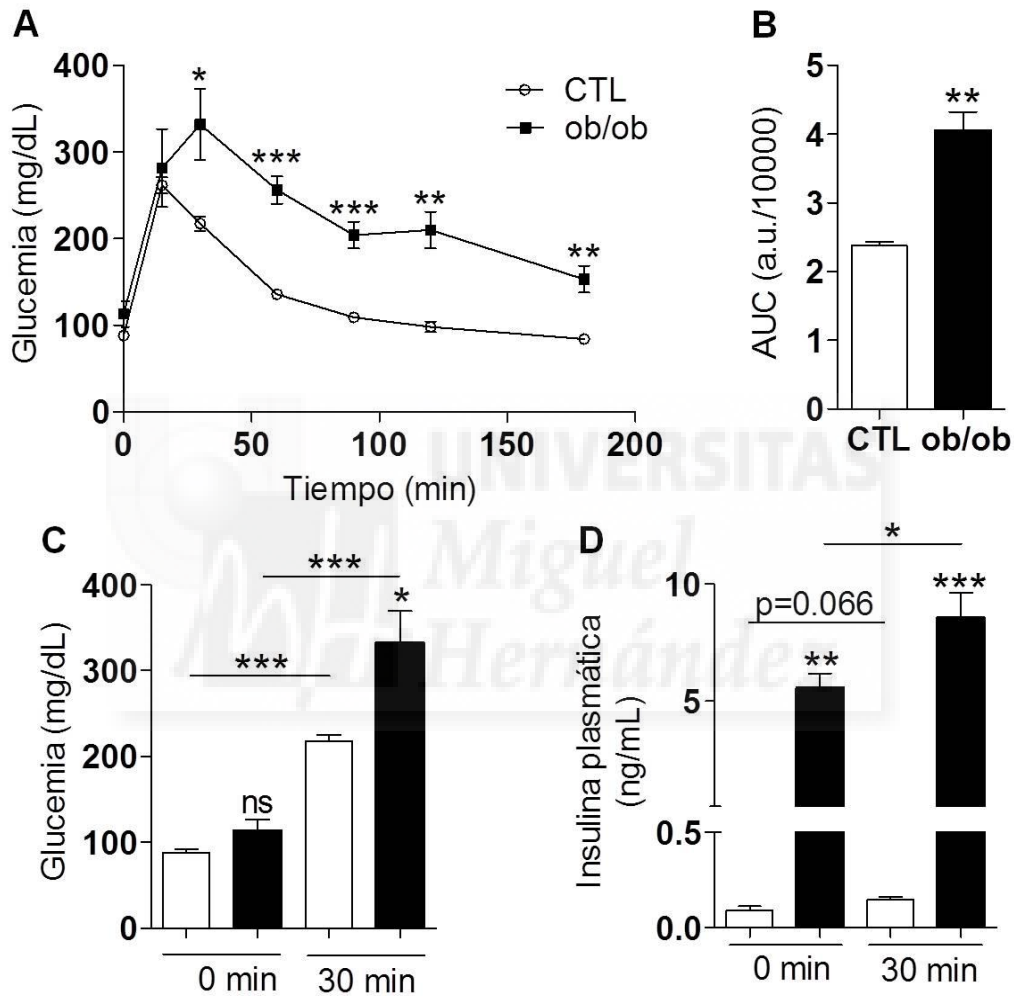 A
Glucemia (mg/dL)
400
300
200
100
0
0 50 100 150 200
Tiempo (min)
CTL
ob/ob
*
***
***
**
**
B
AUC (a.u./10000)
5
4
3
2
1
0
**
CTL ob/ob
UNIVERSITAS
Miguel
Hernández
C
Glucemia (mg/dL)
400
300
200
100
0
***
*
***
ns
0 min 30 min
D
Insulina plasmática
(ng/mL)
10
5
0.5
0.0
*
***
p=0.066
**
0 min 30 min